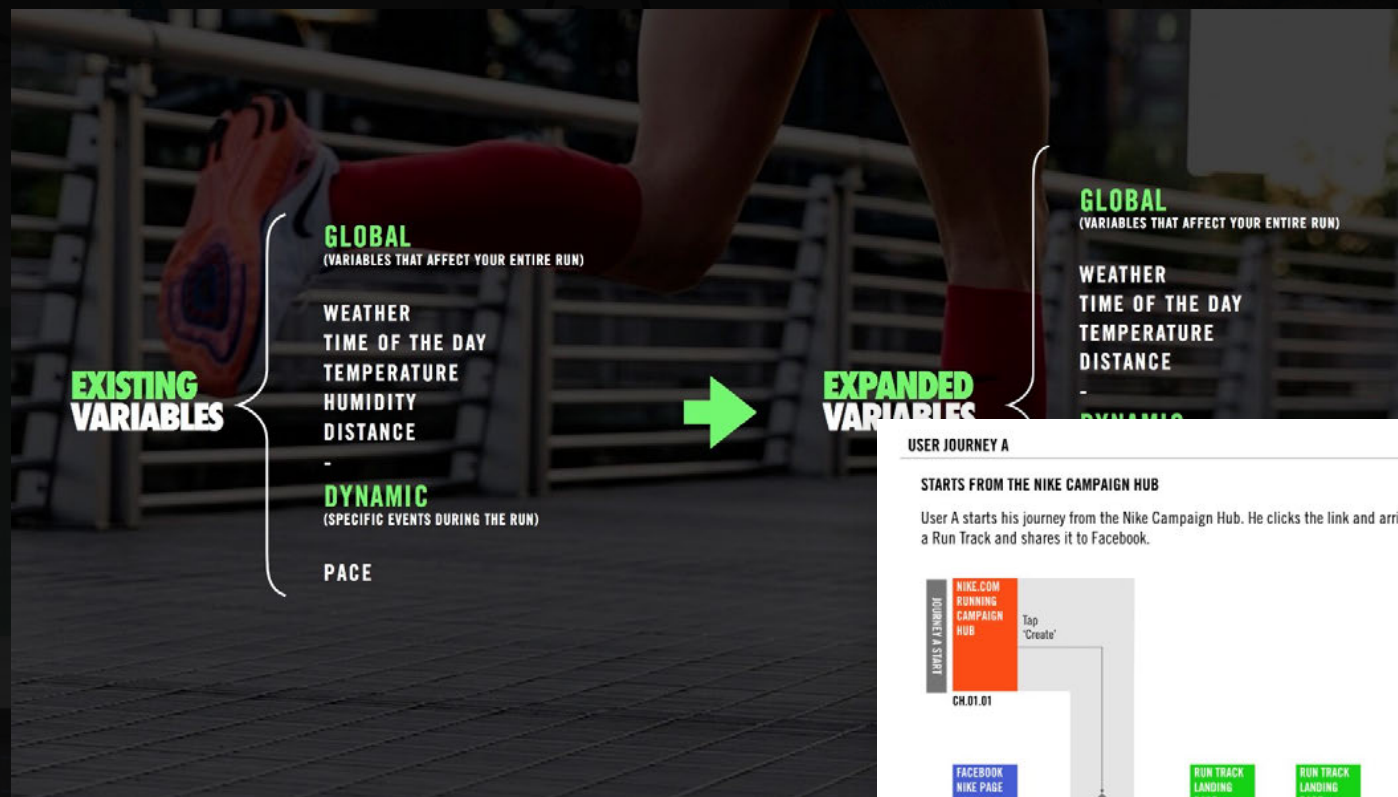 EXISTING
VARIABLES
GLOBAL
(VARIABLES THAT AFFECT YOUR ENTIRE RUN)
WEATHER
TIME OF THE DAY
TEMPERATURE
HUMIDITY
DISTANCE
-
DYNAMIC
(SPECIFIC EVENTS DURING THE RUN)
PACE
EXPANDED
VARIABLES
GLOBAL
(VARIABLES THAT AFFECT YOUR ENTIRE RUN)
WEATHER
TIME OF THE DAY
TEMPERATURE
DISTANCE
-
DYNAMIC
USER JOURNEY A
STARTS FROM THE NIKE CAMPAIGN HUB
User A starts his journey from the Nike Campaign Hub. He clicks the link and arri
a Run Track and shares it to Facebook.
JOURNEY A START
NIKE.COM
RUNNING
CAMPAIGN
HUB
Tap
'Create'
CH.01.01
FACEBOOK
NIKE PAGE
RUN TRACK
LANDING
RUN TRACK
LANDING